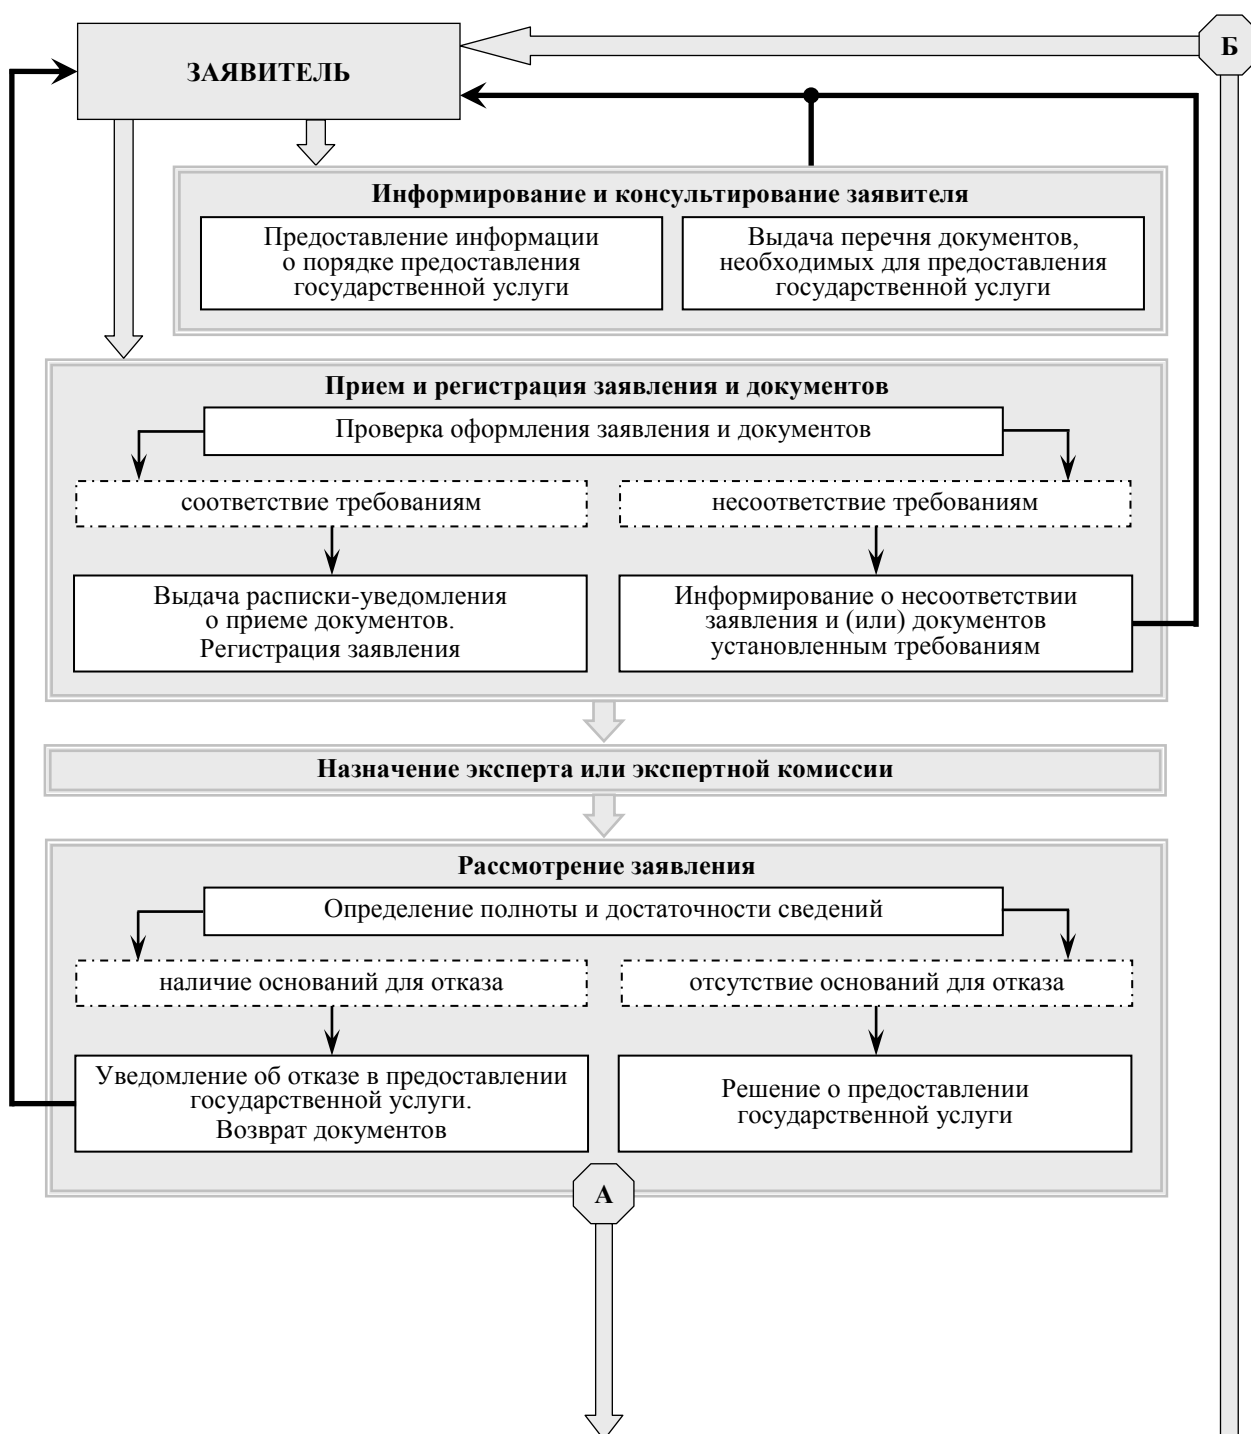 Б
ЗАЯВИТЕЛЬ
Информирование и консультирование заявителя
Предоставление информации
о порядке предоставления
государственной услуги
Выдача перечня документов,
необходимых для предоставления
государственной услуги
Прием и регистрация заявления и документов
Проверка оформления заявления и документов
соответствие требованиям
несоответствие требованиям
Выдача расписки-уведомления
о приеме документов.
Регистрация заявления
Информирование о несоответствии
заявления и (или) документов
установленным требованиям
Назначение эксперта или экспертной комиссии
Рассмотрение заявления
Определение полноты и достаточности сведений
наличие оснований для отказа
отсутствие оснований для отказа
Уведомление об отказе в предоставлении
государственной услуги.
Возврат документов
Решение о предоставлении
государственной услуги
А